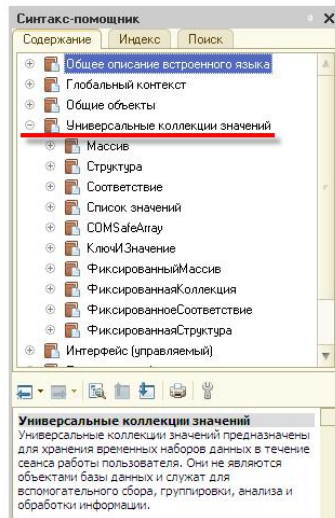 Синтакс-помощник
Содержание Индекс Поиск
Общее описание встроенного языка
Глобальный контекст
Общие объекты
Универсальные коллекции значений
Массив
Структура
Соответствие
Список значений
COMSafeArray
КлючИЗначение
ФиксированныйМассив
ФиксированнаяКоллекция
ФиксированноеСоответствие
ФиксированнаяСтруктура
Интерфейс (управляемый)
Универсальные коллекции значений
Универсальные коллекции значений предназначены
для хранения временных наборов данных в течение
сеанса работы пользователя. Они не являются
объектами базы данных и служат для
вспомогательного сбора, группировки, анализа и
обработки информации.